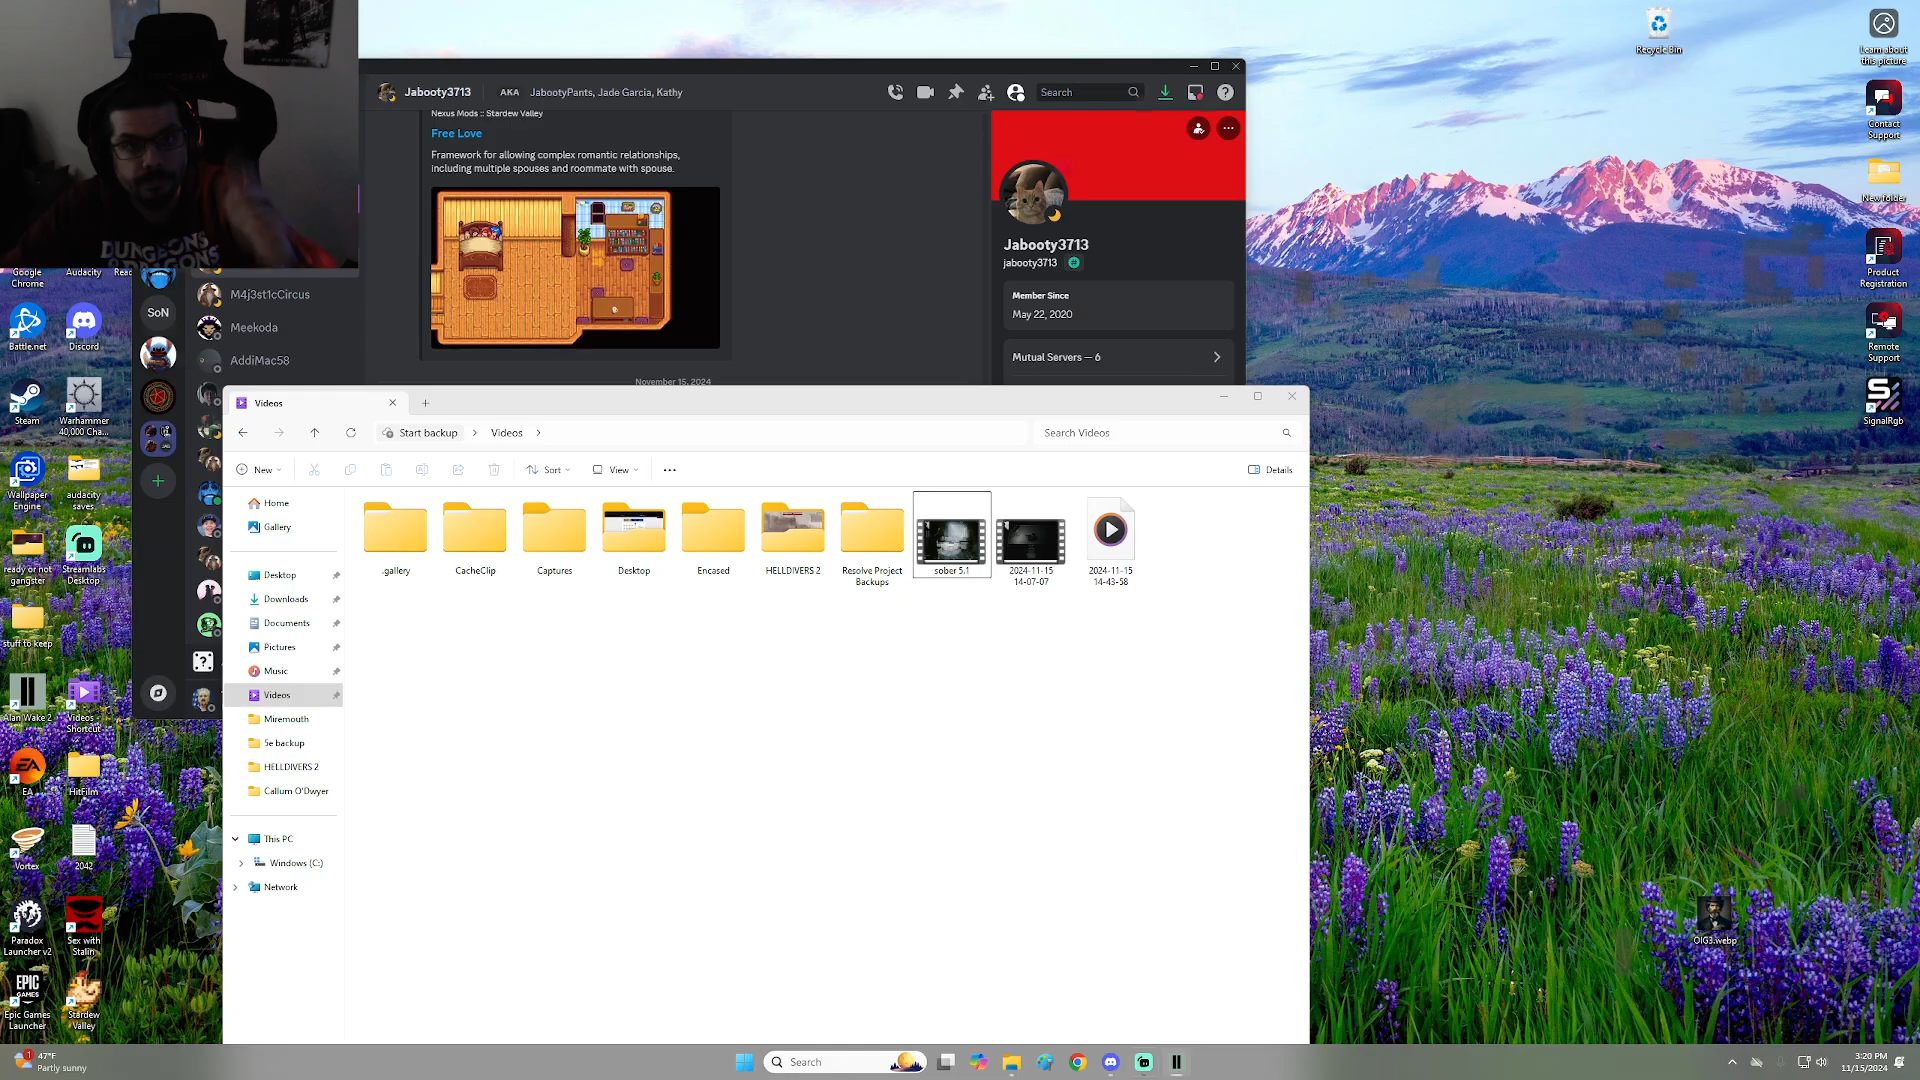 DUNGEONS
DRAGONS
Jabooty3713
AKA
JabootyPants, Jade Garcia, Kathy
Search
Nexus Mods :: Stardew Valley
Free Love
Framework for allowing complex romantic relationships,
including multiple spouses and roommate with spouse.
November 15, 2024
Jabooty3713
jabooty3713
Member Since
May 22, 2020
Mutual Servers — 6
SoN
M4j3st1cCircus
Meekoda
AddiMac58
Google
Chrome
Audacity
Battle.net
Discord
Steam
Warhammer
40,000 Cha...
Wallpaper
Engine
audacity
saves
ready or not
gangster
Streamlabs
Desktop
stuff to keep
Alan Wake 2
Videos -
Shortcut
EA
HitFilm
Vortex
2042
Paradox
Launcher v2
Sex with
Stalin
EPIC
GAMES
Epic Games
Launcher
Stardew
Valley
Videos
Start backup
Videos
Search Videos
New
Sort
View
Details
Home
Gallery
Desktop
Downloads
Documents
Pictures
Music
Videos
Miremouth
5e backup
HELLDIVERS 2
Callum O'Dwyer
This PC
Windows (C:)
Network
.gallery
CacheClip
Captures
Desktop
Encased
HELLDIVERS 2
Resolve Project
Backups
sober 5.1
2024-11-15
14-07-07
2024-11-15
14-43-58
Recycle Bin
Learn about
this picture
Contact
Support
New folder
Product
Registration
Remote
Support
SignalRgb
OIG3.webp
1
47°F
Partly sunny
Search
3:20 PM
11/15/2024